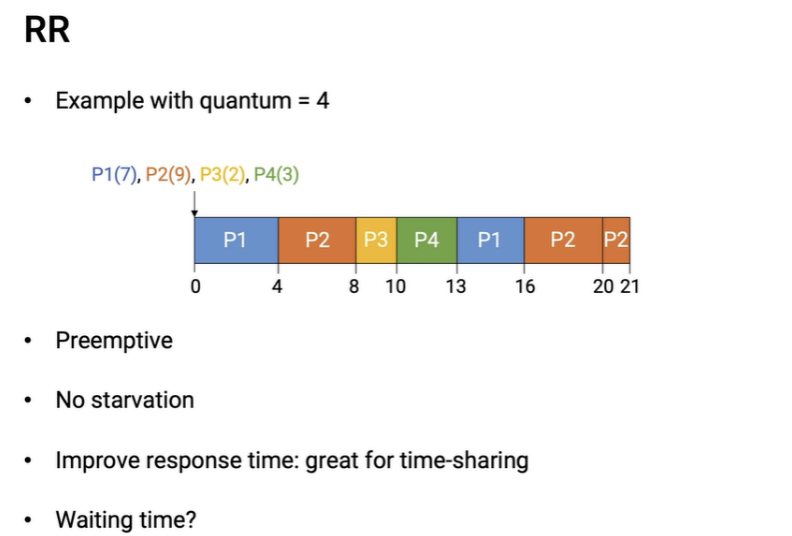 RR
• Example with quantum = 4
P1(7), P2(9), P3(2), P4(3)
P1 P2 P3 P4 P1 P2 P2
0 4 8 10 13 16 20 21
• Preemptive
• No starvation
• Improve response time: great for time-sharing
• Waiting time?